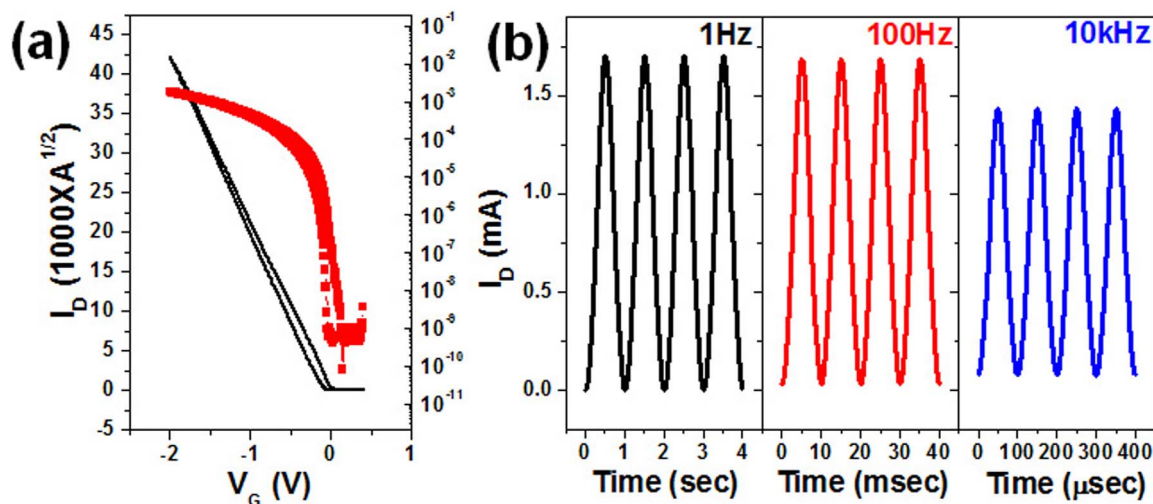 (a)
I_D (1000XA^1/2)
45
40
35
30
25
20
15
10
5
0
-5
10^-1
10^-2
10^-3
10^-4
10^-5
10^-6
10^-7
10^-8
10^-9
10^-10
10^-11
-2 -1 0 1
V_G (V)
(b)
1Hz 100Hz 10kHz
I_D (mA)
1.5
1.0
0.5
0.0
0 1 2 3 4 0 10 20 30 40 0 100 200 300 400
Time (sec) Time (msec) Time (μsec)